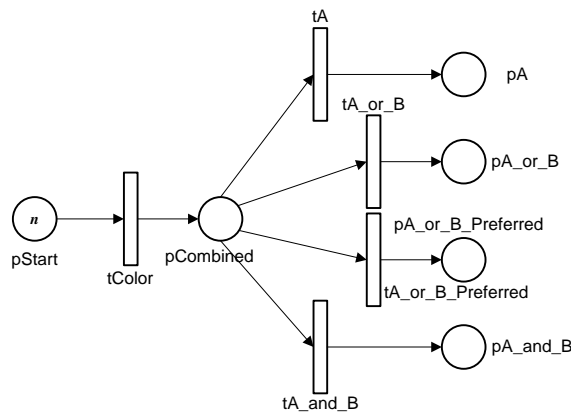 tA
pA
tA_or_B
pA_or_B
n
pA_or_B_Preferred
pStart
pCombined
tColor
tA_or_B_Preferred
pA_and_B
tA_and_B